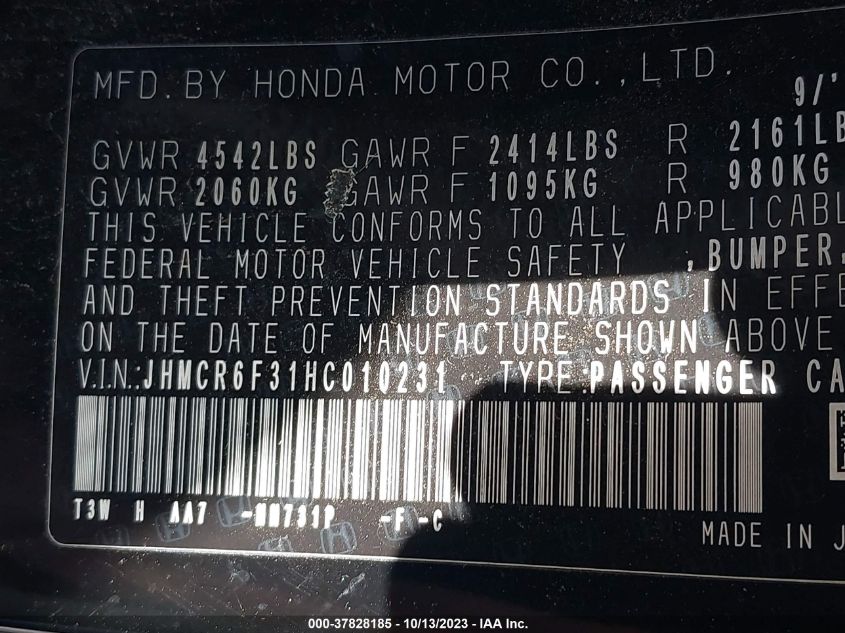 MFD. BY HONDA MOTOR CO.,LTD. 9/'
GVWR 4542LBS GAWR F 2414LBS R 2161LB
GVWR 2060KG GAWR F 1095KG R 980KG
THIS VEHICLE CONFORMS TO ALL APPLICABL
FEDERAL MOTOR VEHICLE SAFETY ,BUMPER,
AND THEFT PREVENTION STANDARDS IN EFFE
ON THE DATE OF MANUFACTURE SHOWN ABOVE
V.I.N.:JHMCR6F31HC010231 TYPE:PASSENGER CA
T3W H AA7 -NH731P -F -C
MADE IN J
000-37828185 - 10/13/2023 - IAA Inc.